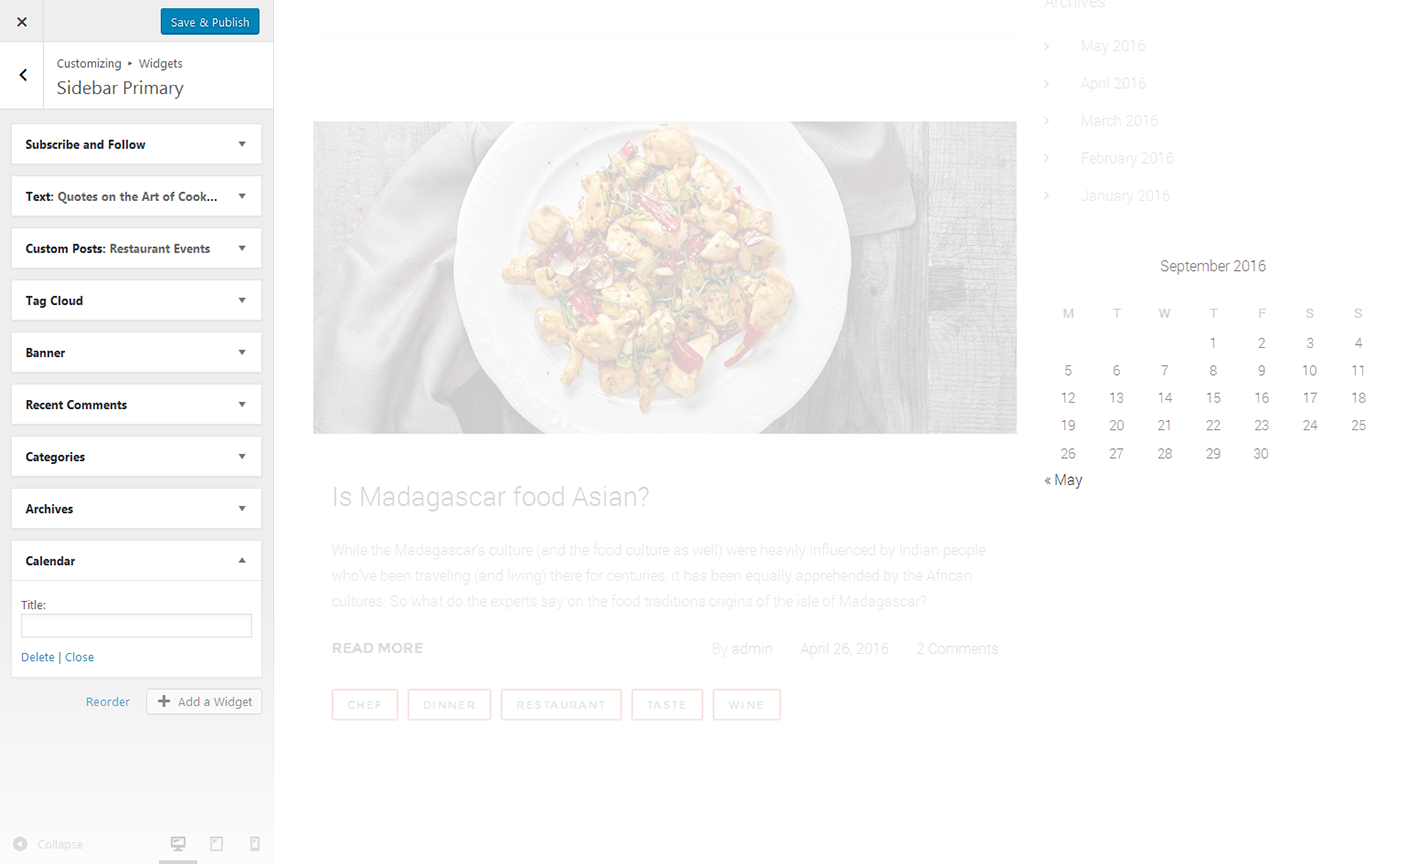 Save & Publish
Customizing ▸ Widgets
Sidebar Primary
Subscribe and Follow
Text: Quotes on the Art of Cook...
Custom Posts: Restaurant Events
Tag Cloud
Banner
Recent Comments
Categories
Archives
Calendar
Title:
Delete | Close
Reorder
Add a Widget
Collapse
Is Madagascar food Asian?
While the Madagascar's culture (and the food culture as well) were heavily influenced by Indian people
who've been traveling (and living) there for centuries, it has been equally apprehended by the African
cultures. So what do the experts say on the food traditions origins of the isle of Madagascar?
READ MORE
By admin April 26, 2016 2 Comments
CHEF DINNER RESTAURANT TASTE WINE
Archives
May 2016
April 2016
March 2016
February 2016
January 2016
September 2016
M T W T F S S
1 2 3 4
5 6 7 8 9 10 11
12 13 14 15 16 17 18
19 20 21 22 23 24 25
26 27 28 29 30
« May